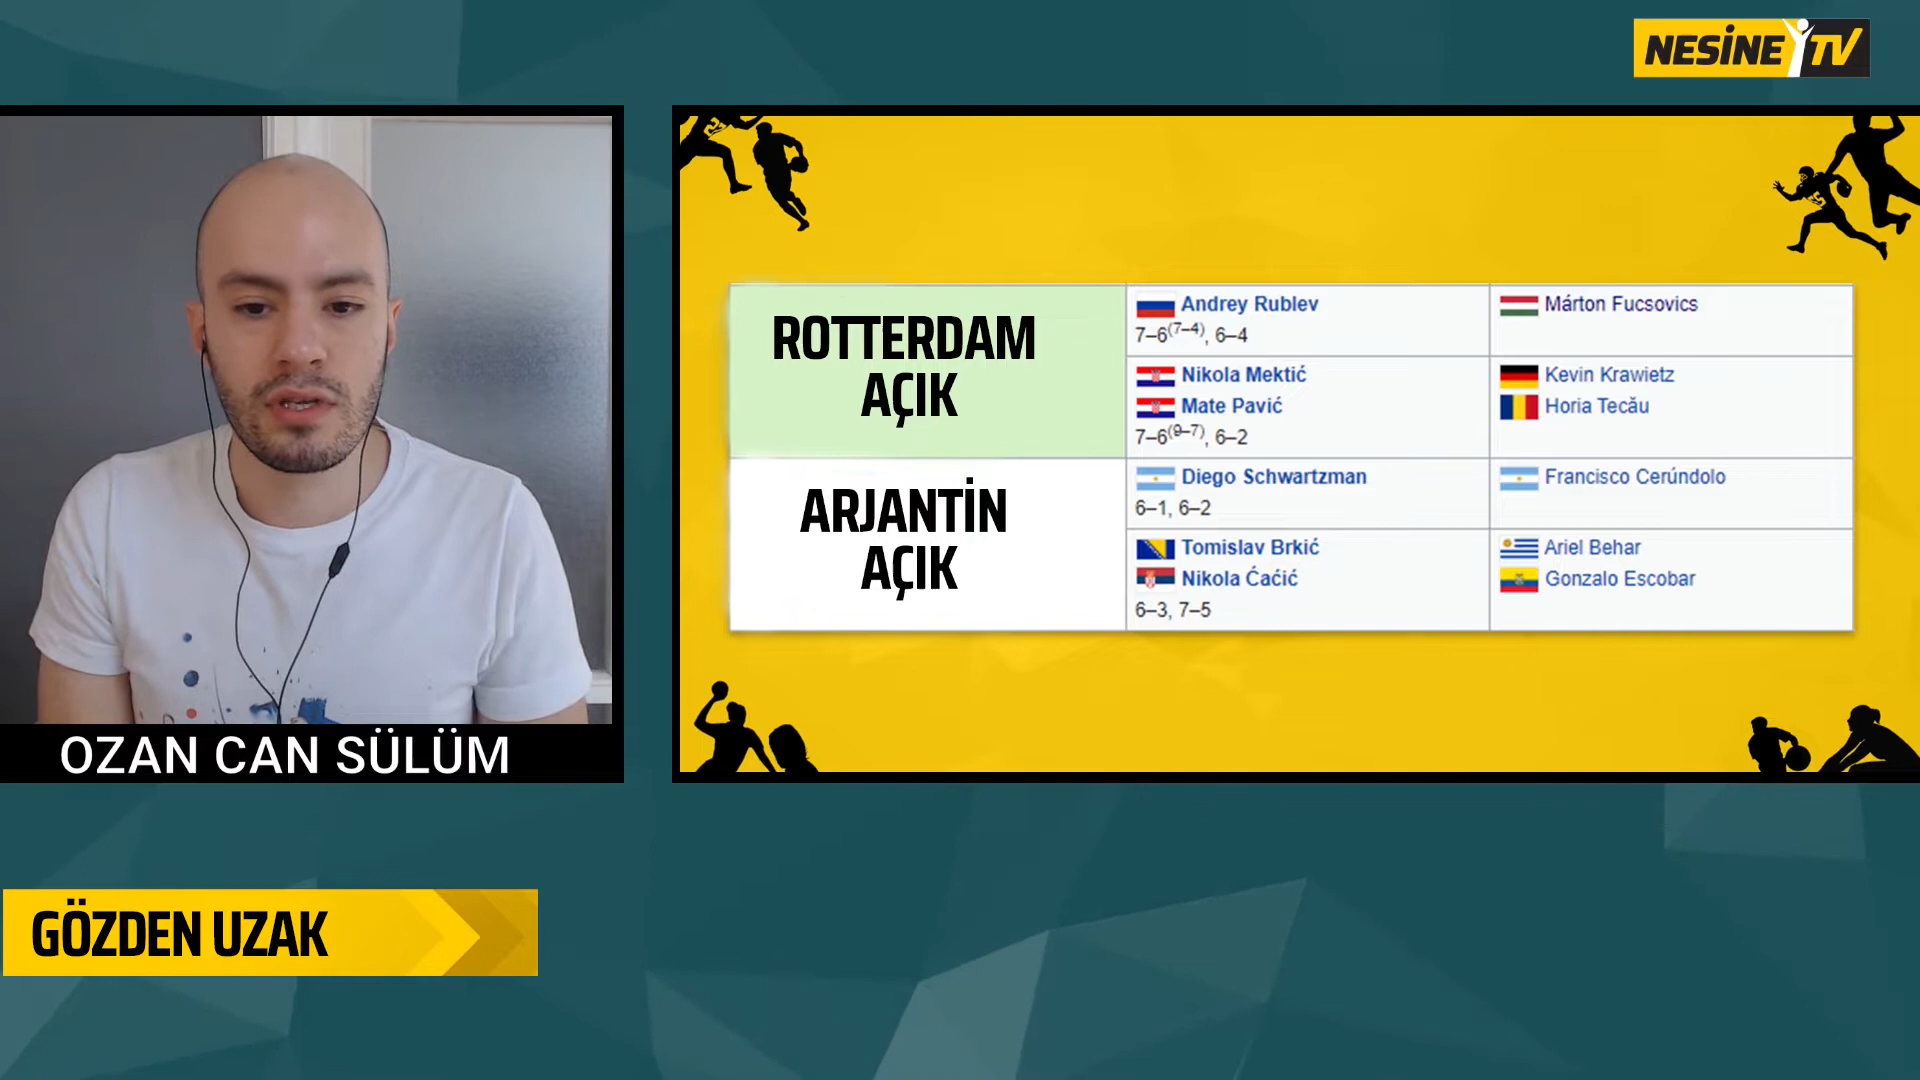 NESİNE TV
ROTTERDAM
AÇIK
Andrey Rublev
7–6(7–4), 6–4
Márton Fucsovics
Nikola Mektić
Mate Pavić
7–6(9–7), 6–2
Kevin Krawietz
Horia Tecău
ARJANTİN
AÇIK
Diego Schwartzman
6–1, 6–2
Francisco Cerúndolo
Tomislav Brkić
Nikola Ćaćić
6–3, 7–5
Ariel Behar
Gonzalo Escobar
OZAN CAN SÜLÜM
GÖZDEN UZAK